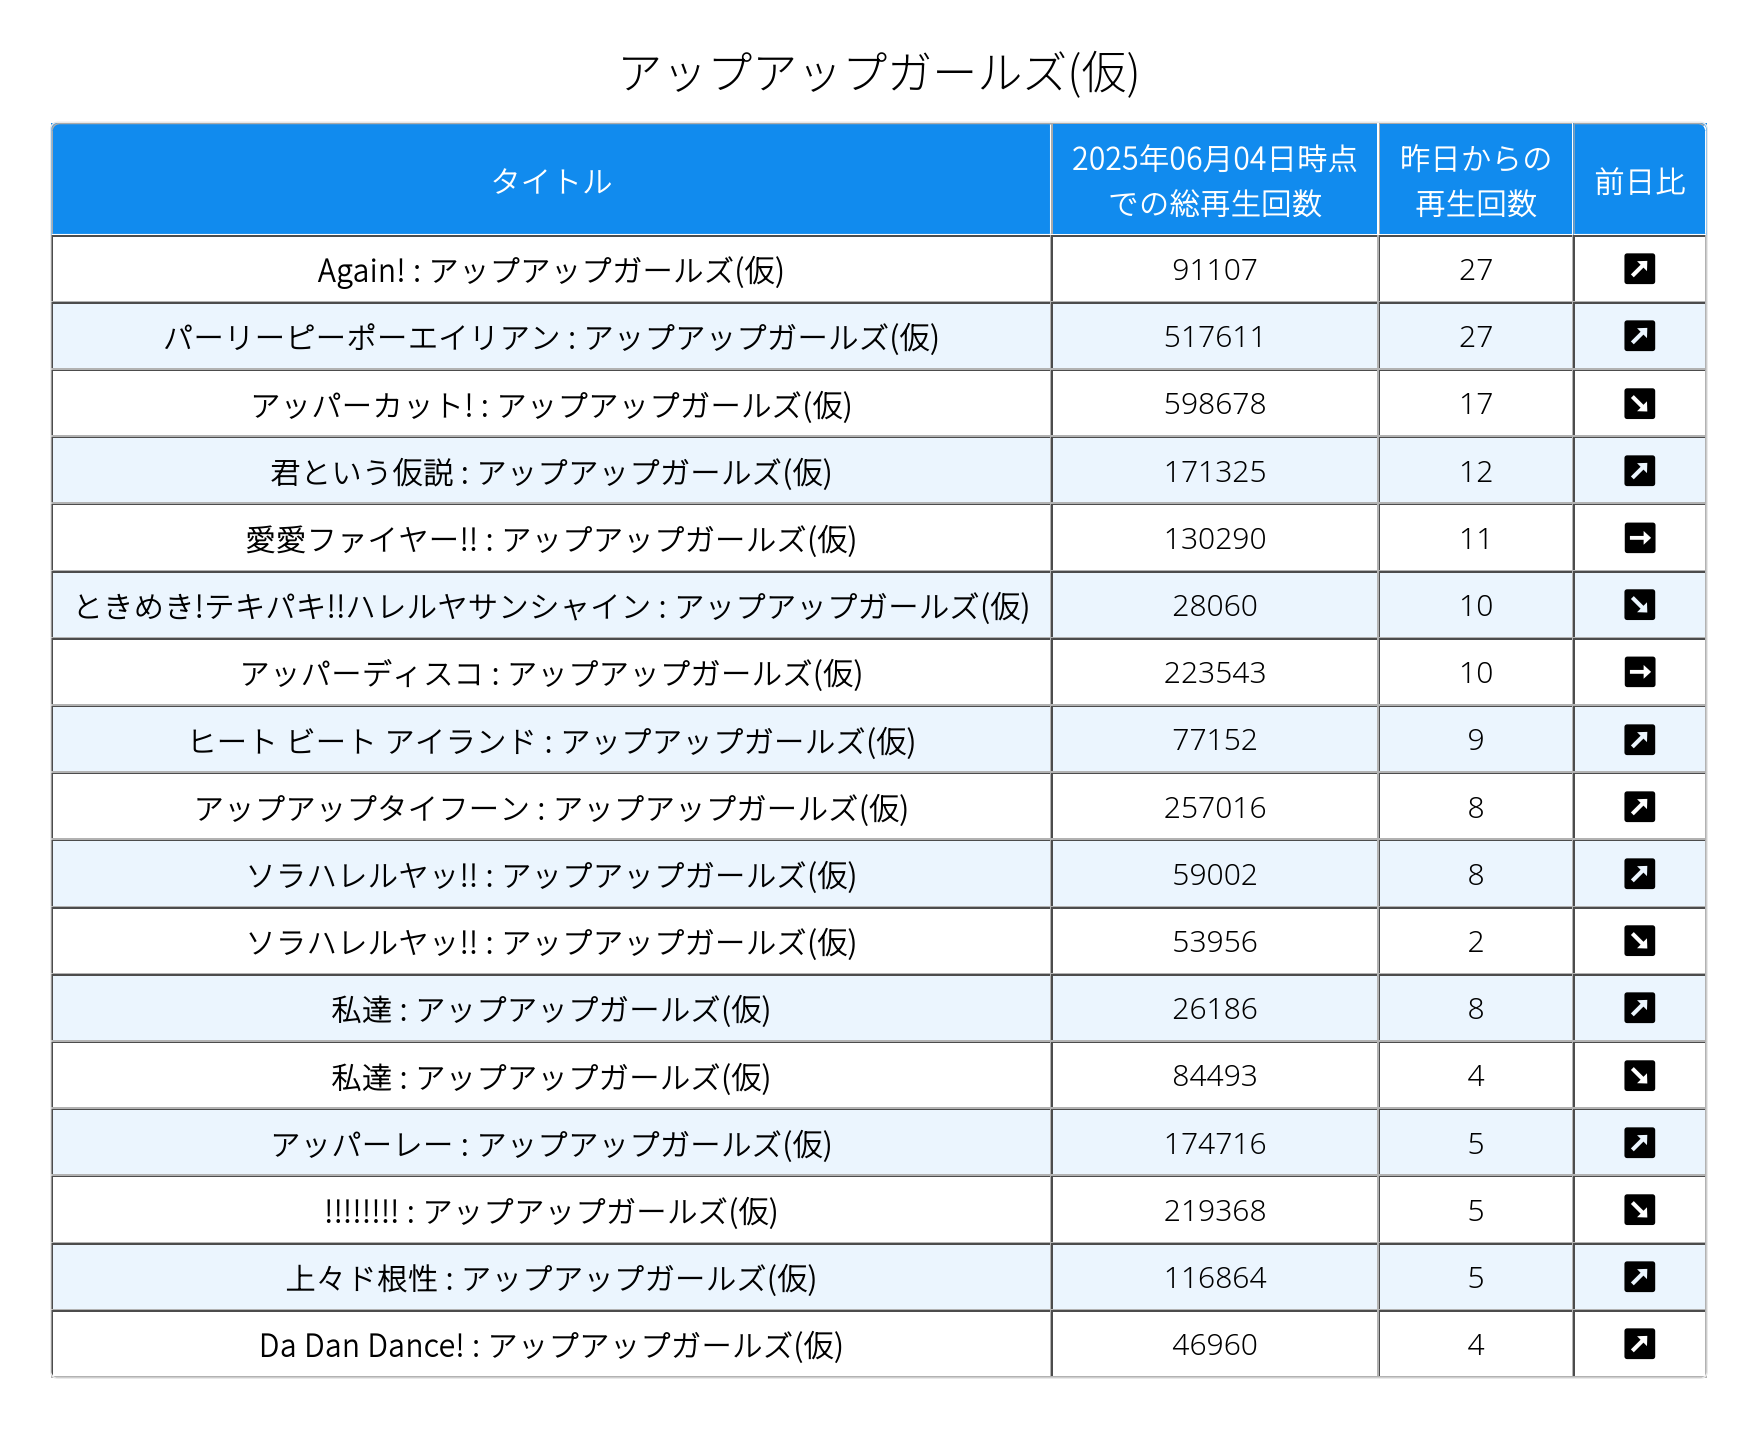 アップアップガールズ(仮)
タイトル 2025年06月04日時点での総再生回数 昨日からの再生回数 前日比
Again! : アップアップガールズ(仮) 91107 27 ↗
パーリーピーポーエイリアン : アップアップガールズ(仮) 517611 27 ↗
アッパーカット! : アップアップガールズ(仮) 598678 17 ↘
君という仮説 : アップアップガールズ(仮) 171325 12 ↗
愛愛ファイヤー!! : アップアップガールズ(仮) 130290 11 →
ときめき!テキパキ!!ハレルヤサンシャイン : アップアップガールズ(仮) 28060 10 ↘
アッパーディスコ : アップアップガールズ(仮) 223543 10 →
ヒート ビート アイランド : アップアップガールズ(仮) 77152 9 ↗
アップアップタイフーン : アップアップガールズ(仮) 257016 8 ↗
ソラハレルヤッ!! : アップアップガールズ(仮) 59002 8 ↗
ソラハレルヤッ!! : アップアップガールズ(仮) 53956 2 ↘
私達 : アップアップガールズ(仮) 26186 8 ↗
私達 : アップアップガールズ(仮) 84493 4 ↘
アッパーレー : アップアップガールズ(仮) 174716 5 ↗
!!!!!!!! : アップアップガールズ(仮) 219368 5 ↘
上々ド根性 : アップアップガールズ(仮) 116864 5 ↗
Da Dan Dance! : アップアップガールズ(仮) 46960 4 ↗